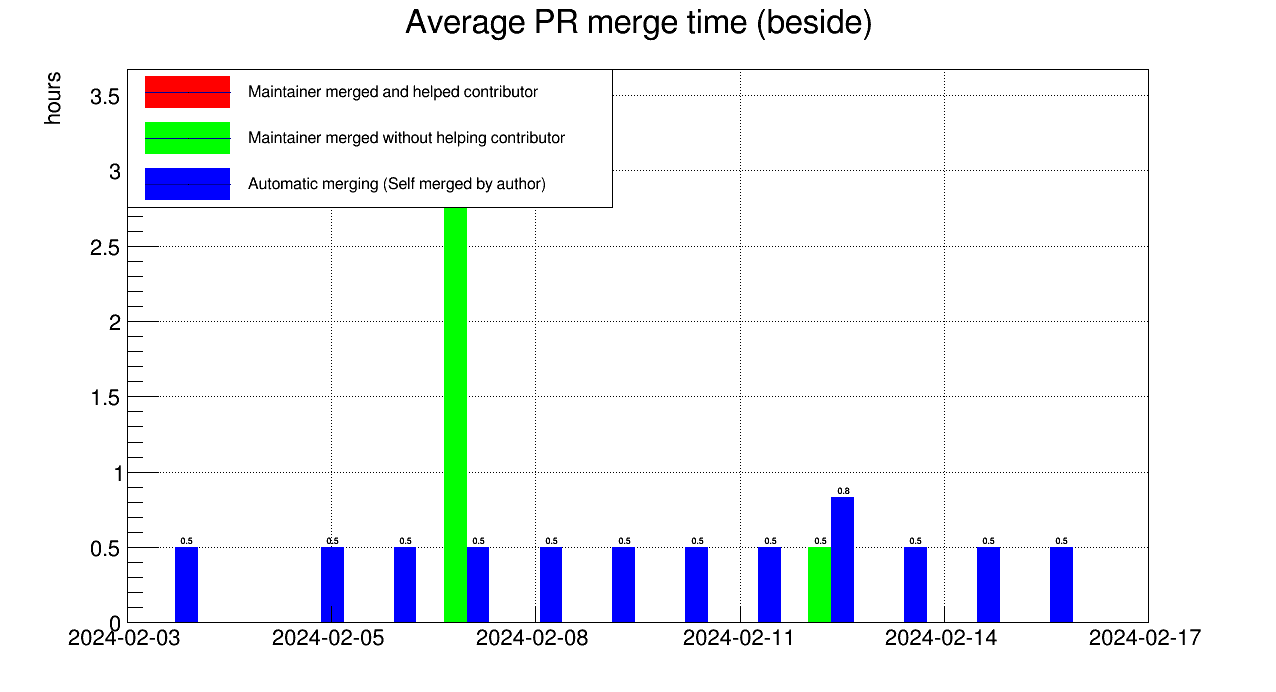 Average PR merge time (beside)
hours
Maintainer merged and helped contributor
Maintainer merged without helping contributor
Automatic merging (Self merged by author)
3.5
3
2.5
2
1.5
1
0.5
0
0.5 0.5 0.5 0.5 0.5 0.5 0.5 0.5 0.5 0.8 0.5 0.5 0.5
2024-02-03 2024-02-05 2024-02-08 2024-02-11 2024-02-14 2024-02-17